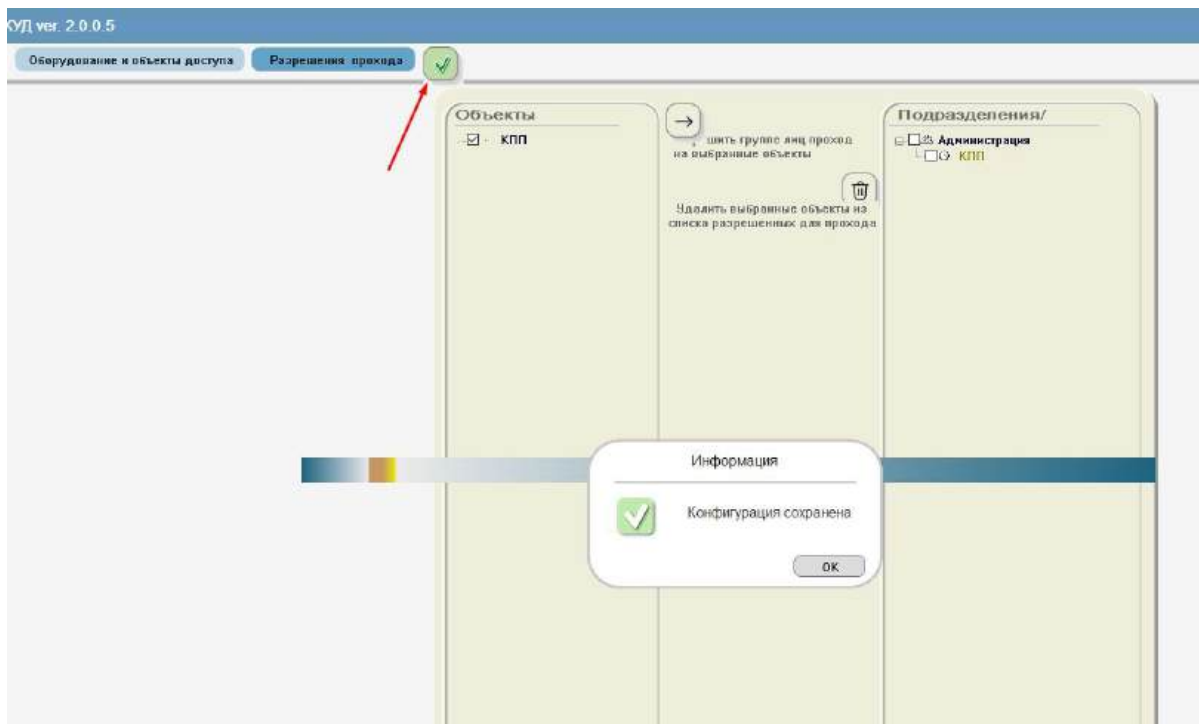 КУД ver. 2.0.0.5
Оборудование и объекты доступа
Разрешения прохода
Объекты
КПП
шить группе лиц проход
на выбранные объекты
Удалить выбранные объекты из
списка разрешенных для прохода
Подразделения/
Администрация
КПП
Информация
Конфигурация сохранена
ОК